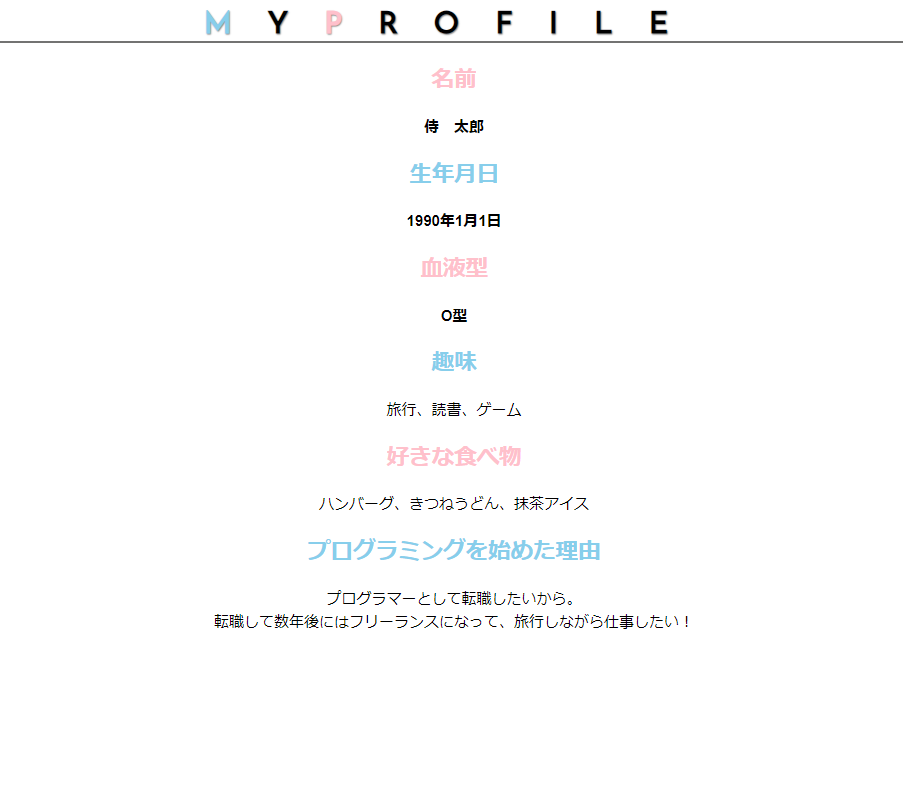 M Y P R O F I L E
名前
侍　太郎
生年月日
1990年1月1日
血液型
O型
趣味
旅行、読書、ゲーム
好きな食べ物
ハンバーグ、きつねうどん、抹茶アイス
プログラミングを始めた理由
プログラマーとして転職したいから。
転職して数年後にはフリーランスになって、旅行しながら仕事したい！